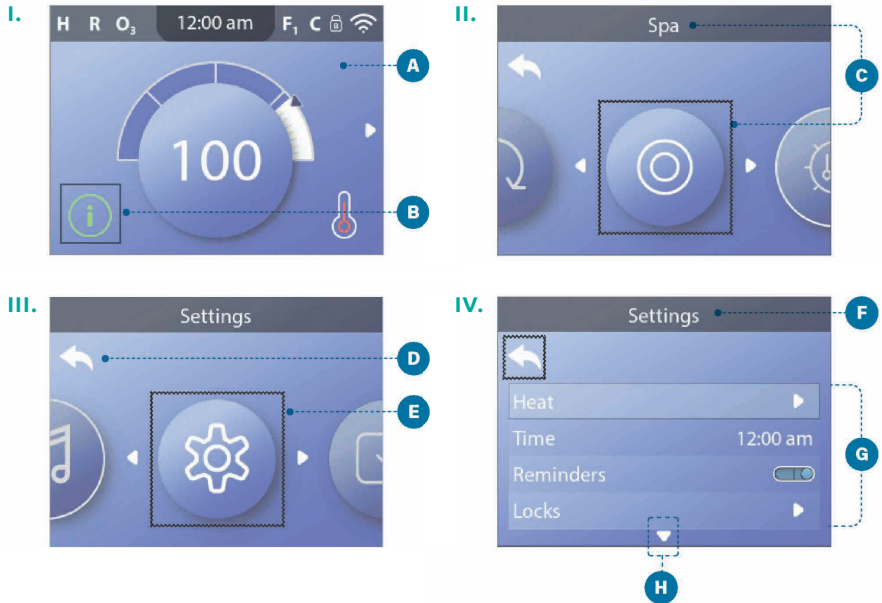 I.
H R O₃ 12:00 am F₁ C
A
100
i
B
II.
Spa
C
III.
Settings
D
E
IV.
Settings
F
Heat
Time 12:00 am
Reminders
Locks
G
H